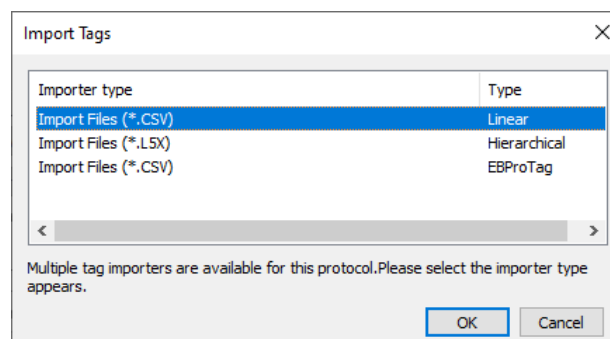 Import Tags
Importer type Type
Import Files (*.CSV) Linear
Import Files (*.L5X) Hierarchical
Import Files (*.CSV) EBProTag
Multiple tag importers are available for this protocol.Please select the importer type
appears.
OK Cancel